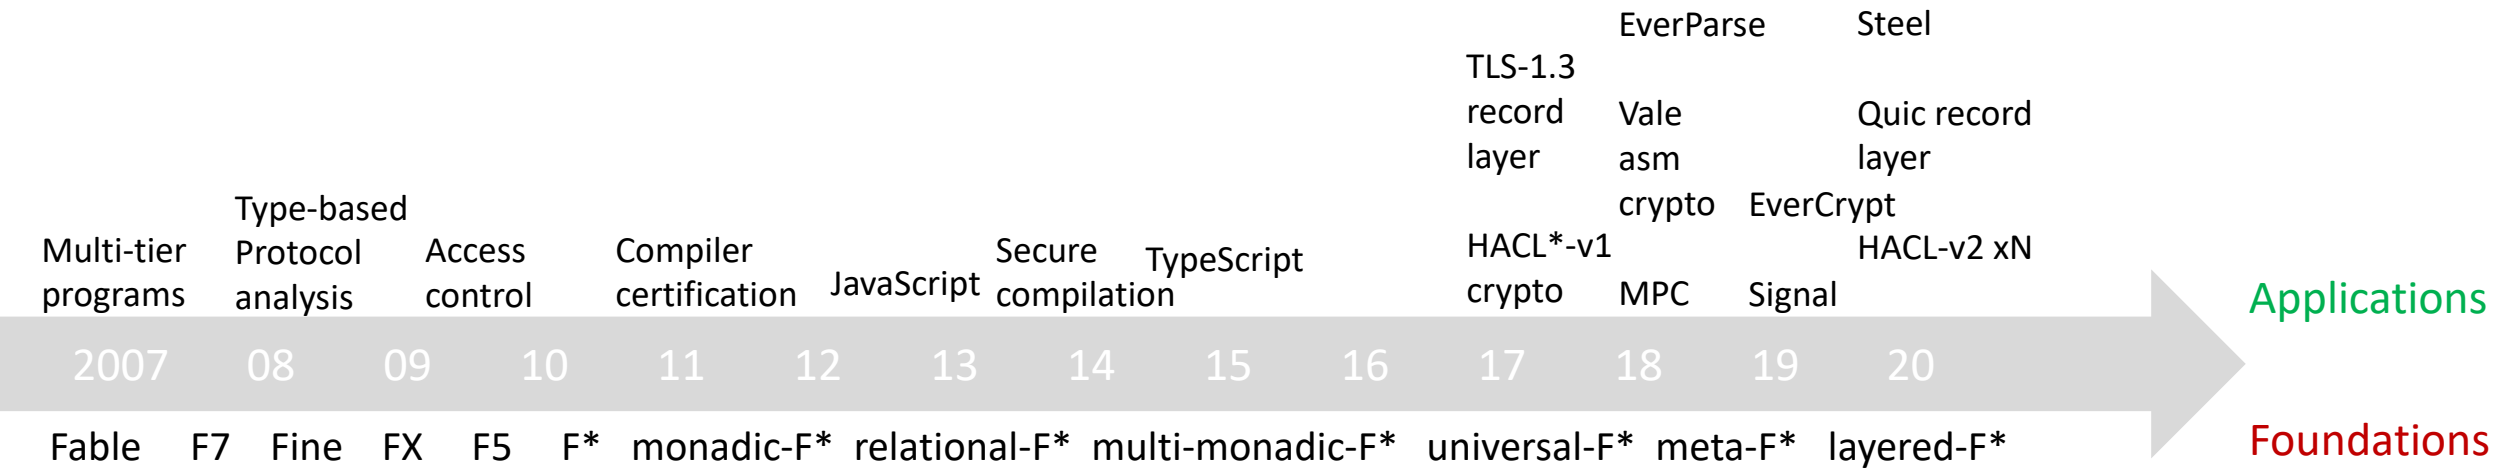 EverParse
Steel
TLS-1.3
record
layer
Vale
asm
crypto
Quic record
layer
Type-based
Protocol
analysis
Multi-tier
programs
Access
control
Compiler
certification
JavaScript
Secure
compilation
TypeScript
HACL*-v1
crypto
MPC
EverCrypt
Signal
HACL-v2 xN
Applications
2007 08 09 10 11 12 13 14 15 16 17 18 19 20
Fable F7 Fine FX F5 F* monadic-F* relational-F* multi-monadic-F* universal-F* meta-F* layered-F*
Foundations